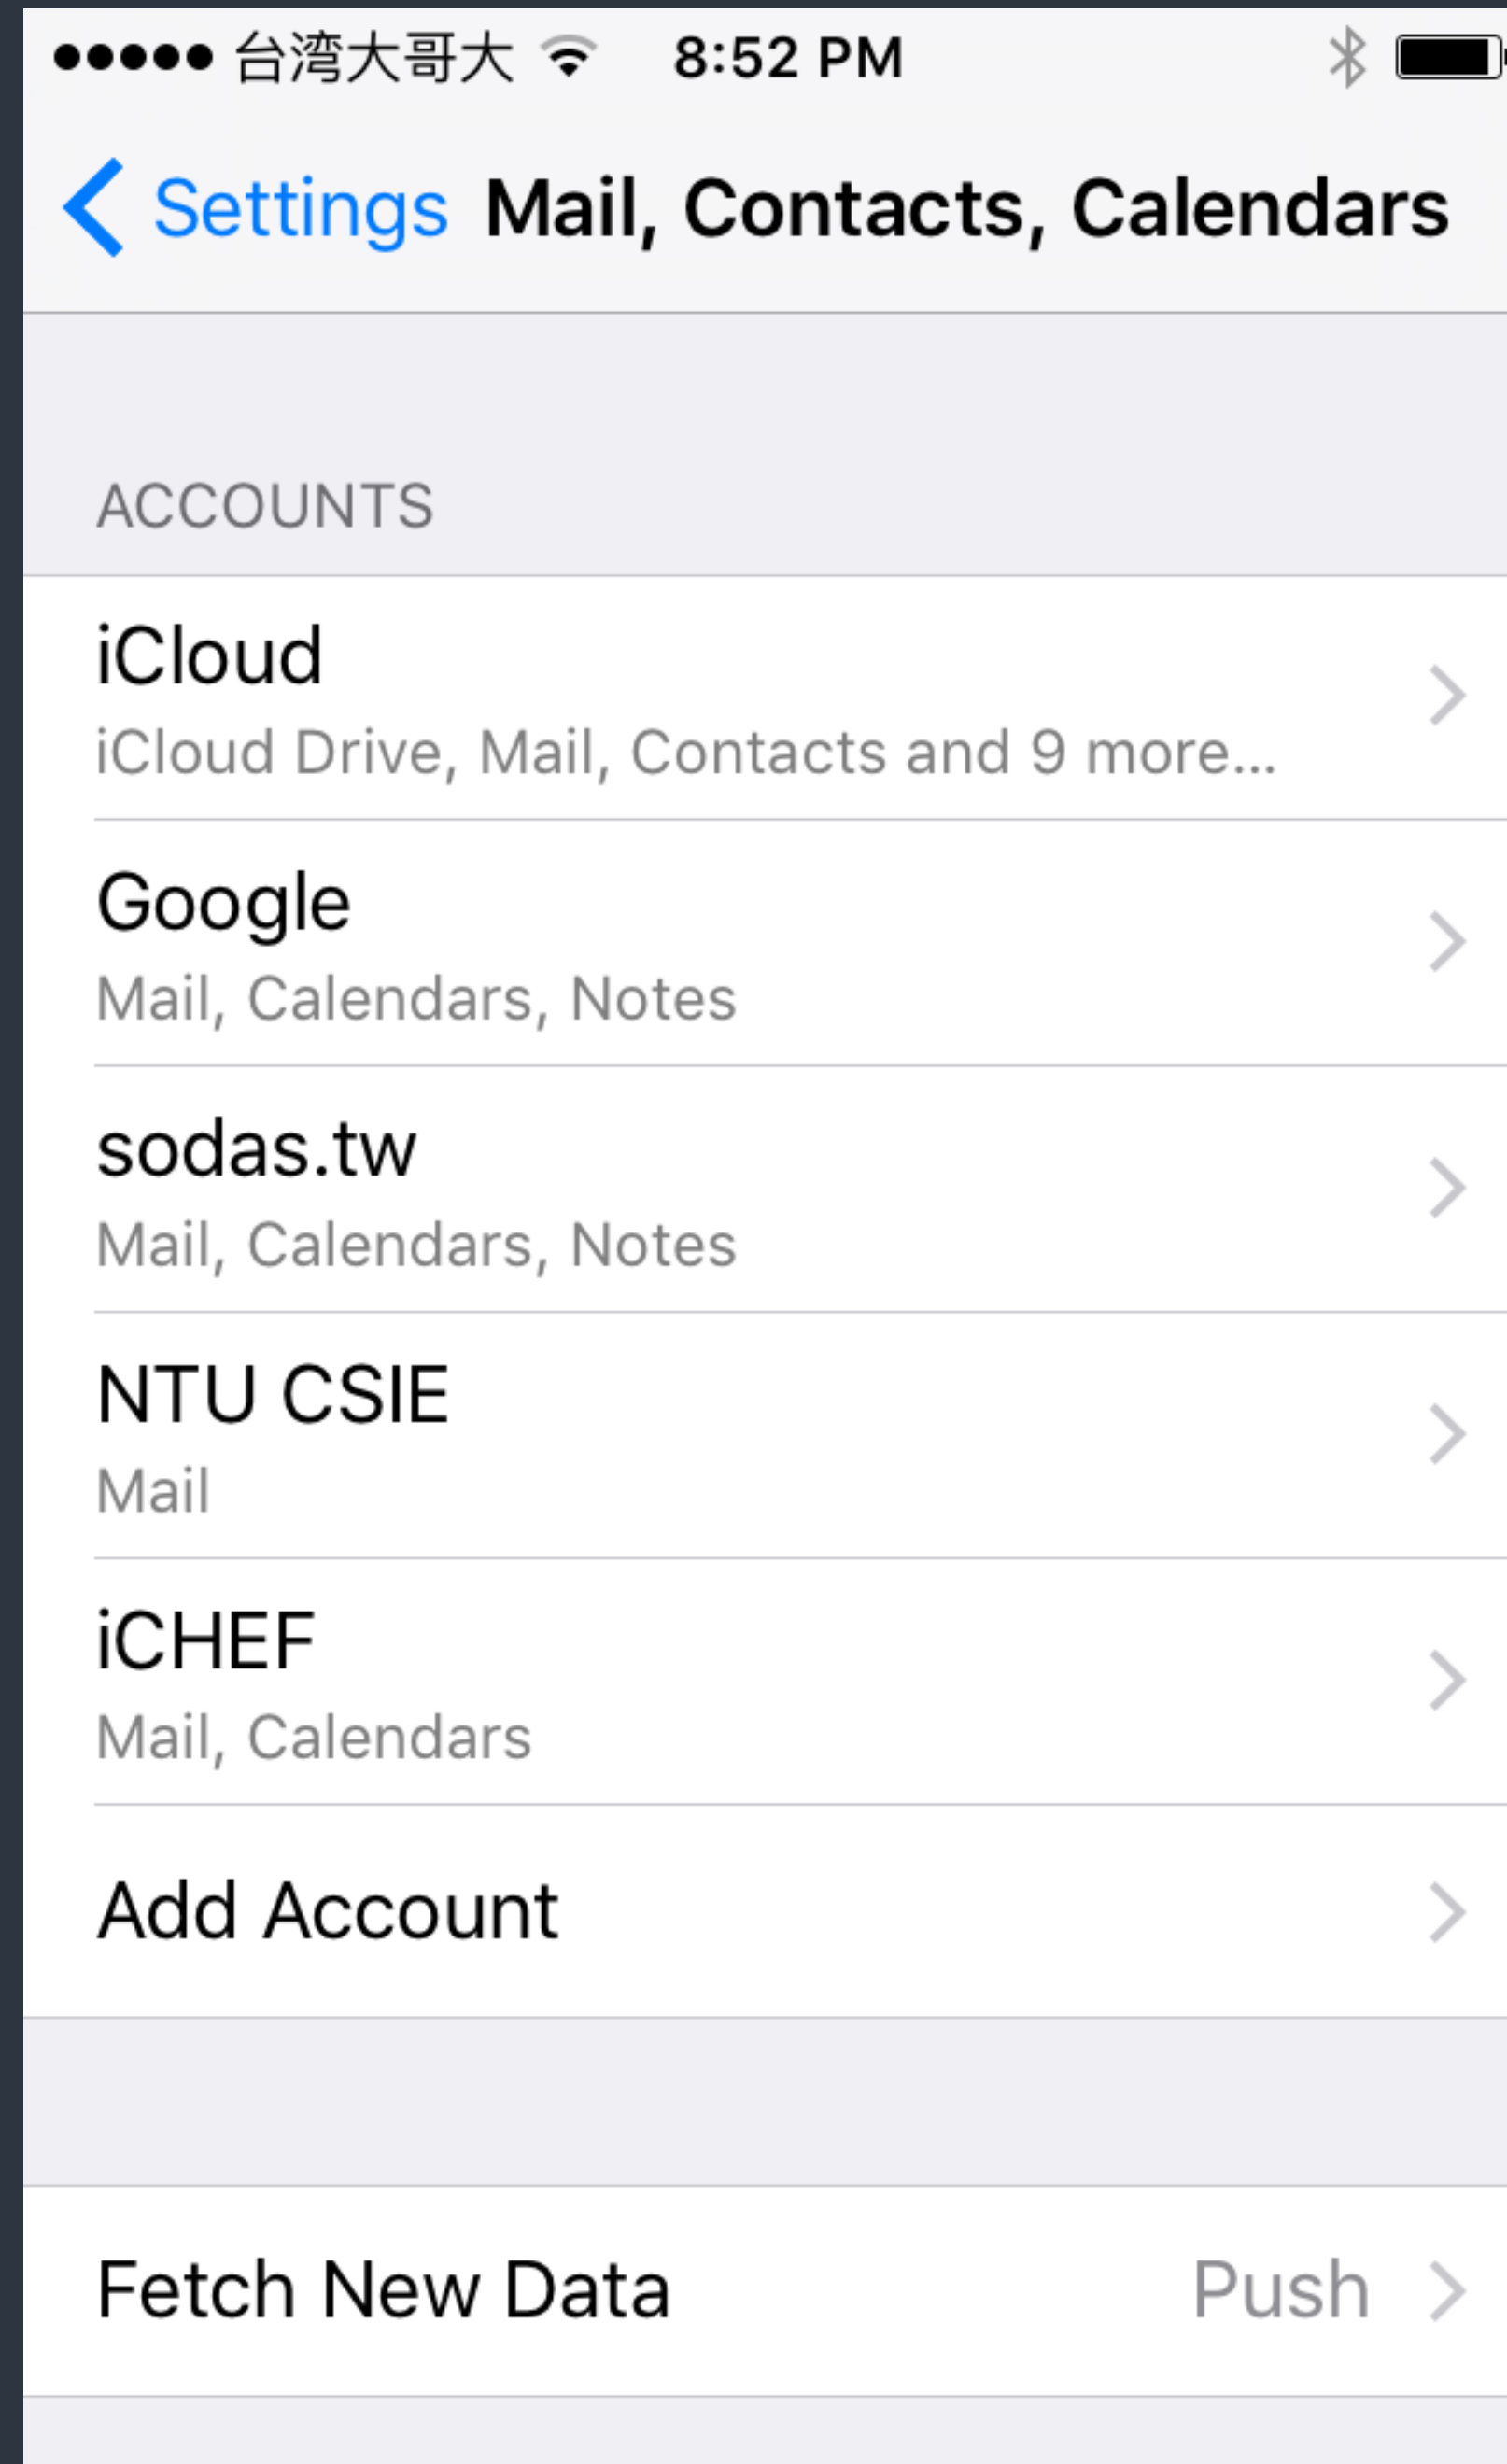 台湾大哥大 8:52 PM
Settings Mail, Contacts, Calendars
ACCOUNTS
iCloud
iCloud Drive, Mail, Contacts and 9 more...
Google
Mail, Calendars, Notes
sodas.tw
Mail, Calendars, Notes
NTU CSIE
Mail
iCHEF
Mail, Calendars
Add Account
Fetch New Data Push